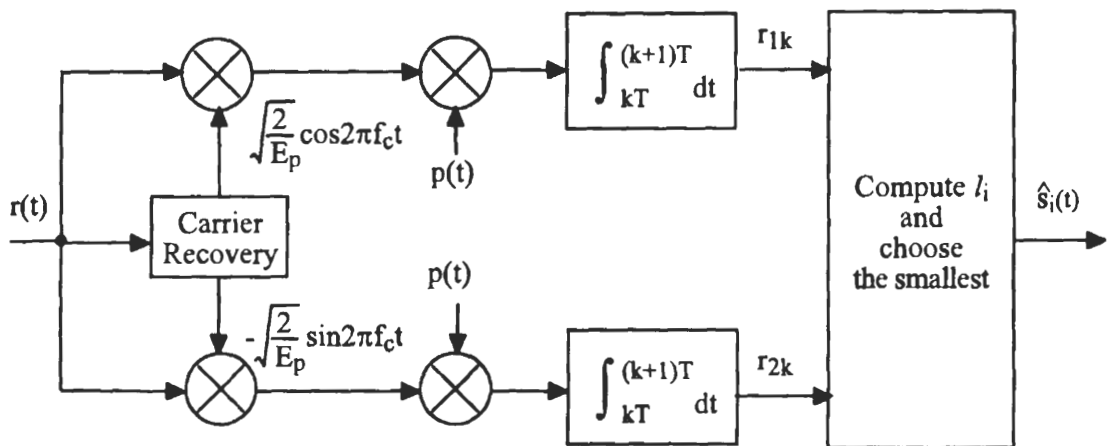 r(t)
√(2/E_p) cos2πf_ct
p(t)
∫_{kT}^{(k+1)T} dt
r_{1k}
Carrier
Recovery
Compute l_i
and
choose
the smallest
ŝ_i(t)
-√(2/E_p) sin2πf_ct
p(t)
∫_{kT}^{(k+1)T} dt
r_{2k}